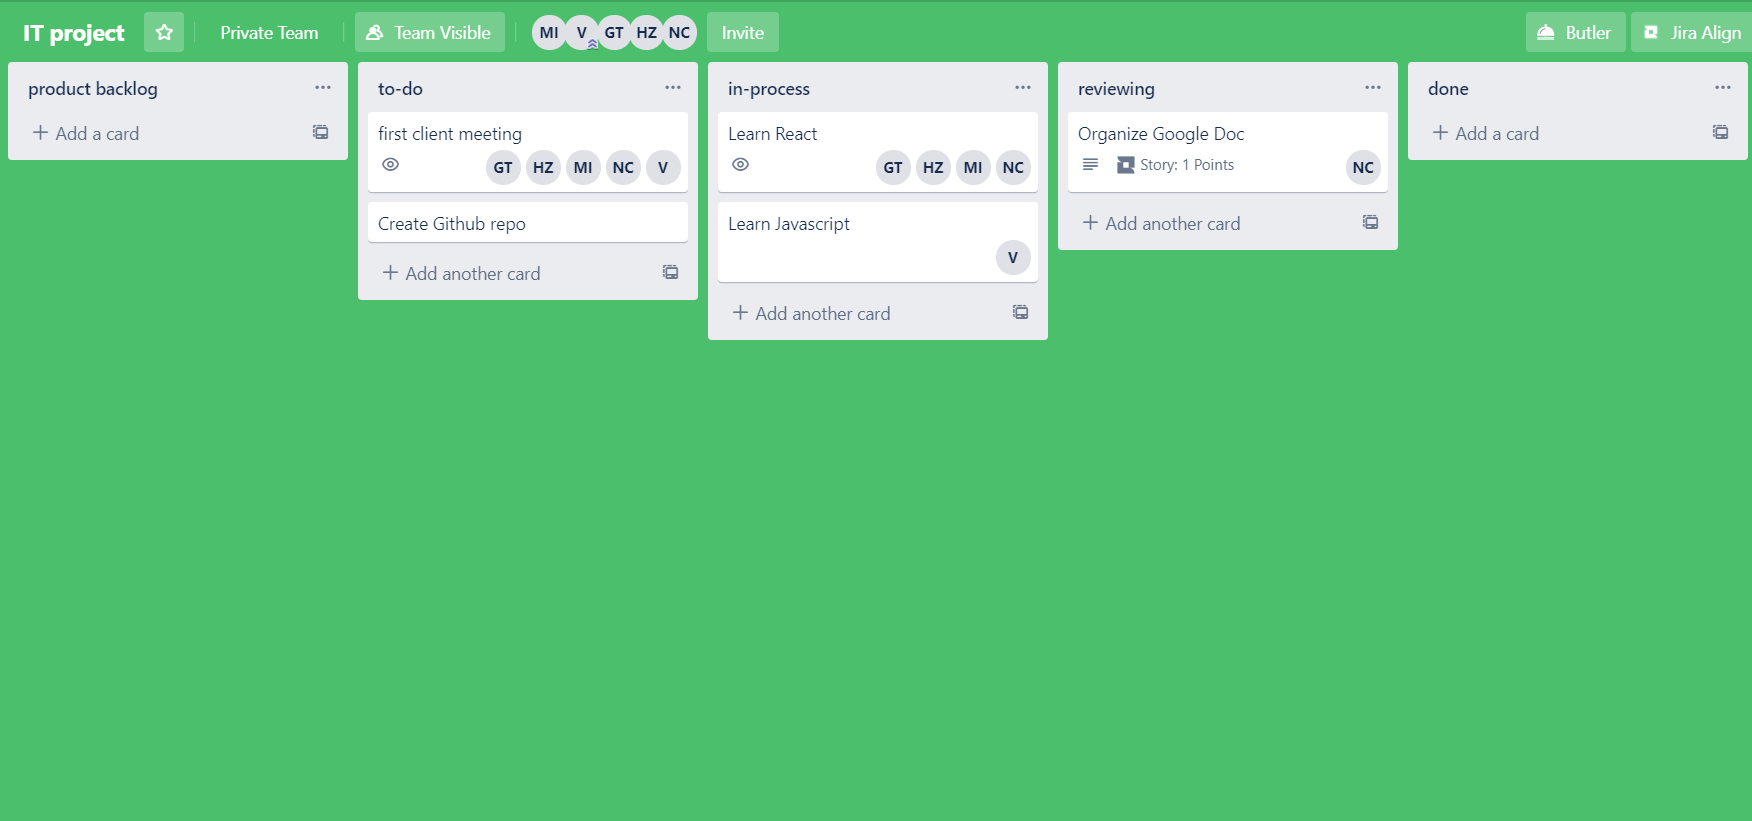 IT project
Private Team
Team Visible
MI V GT HZ NC
Invite
Butler
Jira Align
product backlog
Add a card
to-do
first client meeting
GT HZ MI NC V
Create Github repo
Add another card
in-process
Learn React
GT HZ MI NC
Learn Javascript
V
Add another card
reviewing
Organize Google Doc
Story: 1 Points
NC
Add another card
done
Add a card